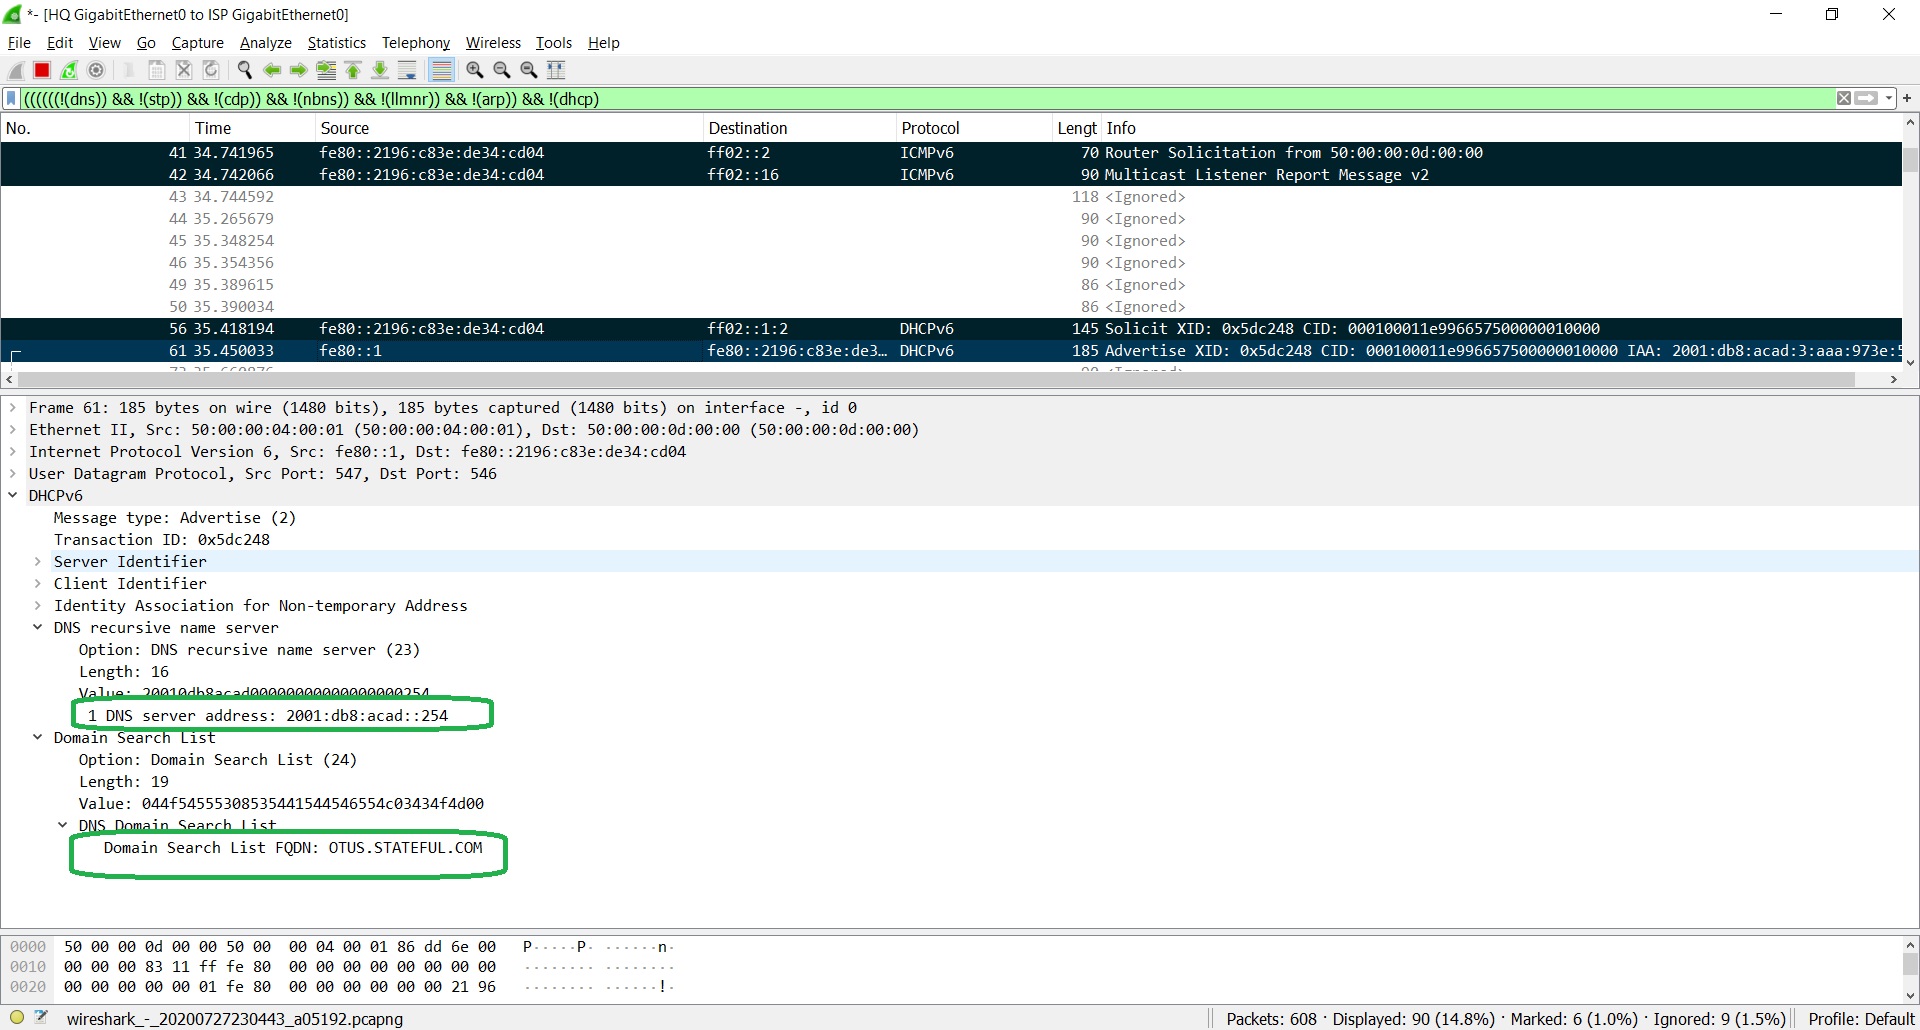 *- [HQ GigabitEthernet0 to ISP GigabitEthernet0]
File Edit View Go Capture Analyze Statistics Telephony Wireless Tools Help
((((((!(dns)) && !(stp)) && !(cdp)) && !(nbns)) && !(llmnr)) && !(arp)) && !(dhcp)
No. Time Source Destination Protocol Lengt Info
41 34.741965 fe80::2196:c83e:de34:cd04 ff02::2 ICMPv6 70 Router Solicitation from 50:00:00:0d:00:00
42 34.742066 fe80::2196:c83e:de34:cd04 ff02::16 ICMPv6 90 Multicast Listener Report Message v2
43 34.744592 118 <Ignored>
44 35.265679 90 <Ignored>
45 35.348254 90 <Ignored>
46 35.354356 90 <Ignored>
49 35.389615 86 <Ignored>
50 35.390034 86 <Ignored>
56 35.418194 fe80::2196:c83e:de34:cd04 ff02::1:2 DHCPv6 145 Solicit XID: 0x5dc248 CID: 000100011e996657500000010000
61 35.450033 fe80::1 fe80::2196:c83e:de3… DHCPv6 185 Advertise XID: 0x5dc248 CID: 000100011e996657500000010000 IAA: 2001:db8:acad:3:aaa:973e:5
Frame 61: 185 bytes on wire (1480 bits), 185 bytes captured (1480 bits) on interface -, id 0
Ethernet II, Src: 50:00:00:04:00:01 (50:00:00:04:00:01), Dst: 50:00:00:0d:00:00 (50:00:00:0d:00:00)
Internet Protocol Version 6, Src: fe80::1, Dst: fe80::2196:c83e:de34:cd04
User Datagram Protocol, Src Port: 547, Dst Port: 546
DHCPv6
Message type: Advertise (2)
Transaction ID: 0x5dc248
Server Identifier
Client Identifier
Identity Association for Non-temporary Address
DNS recursive name server
Option: DNS recursive name server (23)
Length: 16
Value: 20010db8acad00000000000000000254
1 DNS server address: 2001:db8:acad::254
Domain Search List
Option: Domain Search List (24)
Length: 19
Value: 044f54555308535441544546554c03434f4d00
DNS Domain Search List
Domain Search List FQDN: OTUS.STATEFUL.COM
0000 50 00 00 0d 00 00 50 00 00 04 00 01 86 dd 6e 00 P·····P· ······n·
0010 00 00 00 83 11 ff fe 80 00 00 00 00 00 00 00 00 ········ ········
0020 00 00 00 00 00 01 fe 80 00 00 00 00 00 00 21 96 ········ ······!·
wireshark_-_20200727230443_a05192.pcapng Packets: 608 · Displayed: 90 (14.8%) · Marked: 6 (1.0%) · Ignored: 9 (1.5%) Profile: Default